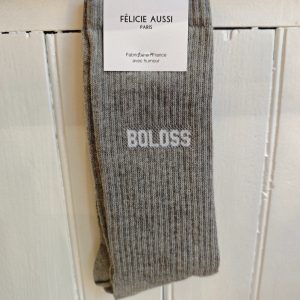 FÉLICIE AUSSI
PARIS
Fabriqué en France
avec humour
BOLOSS